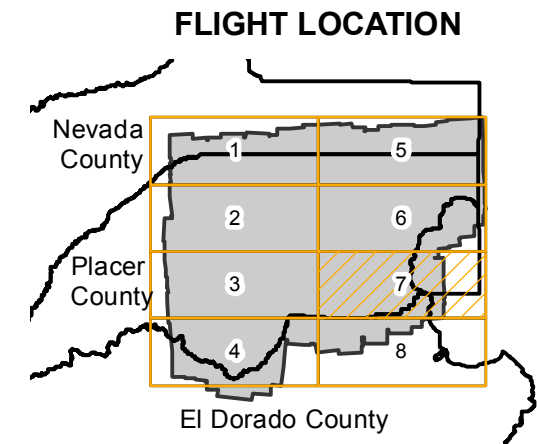 FLIGHT LOCATION
Nevada
County
1
5
2
6
Placer
County
3
7
4
8
El Dorado County